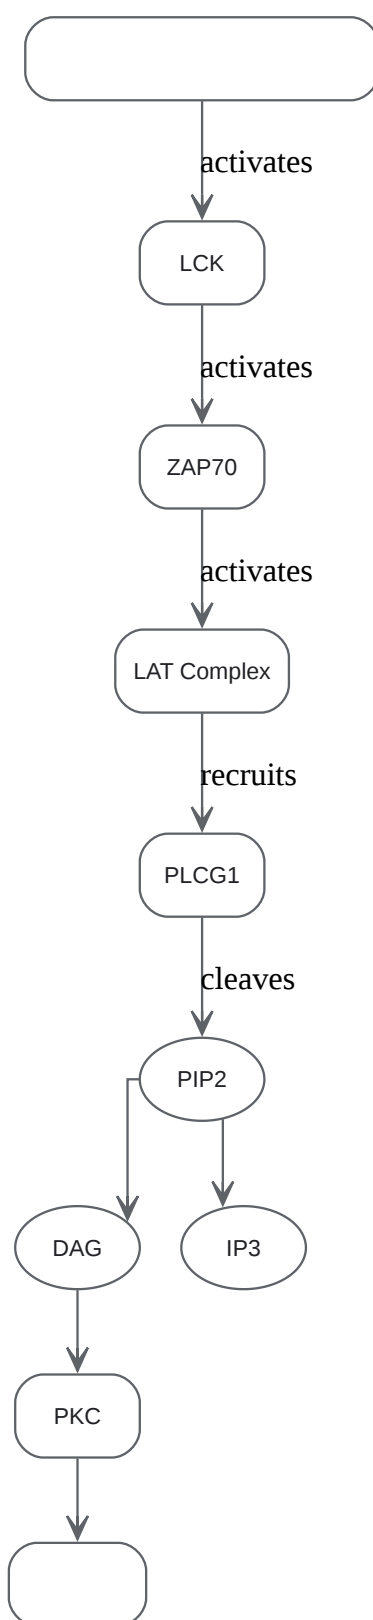 activates
LCK
activates
ZAP70
activates
LAT Complex
recruits
PLCG1
cleaves
PIP2
DAG
IP3
PKC